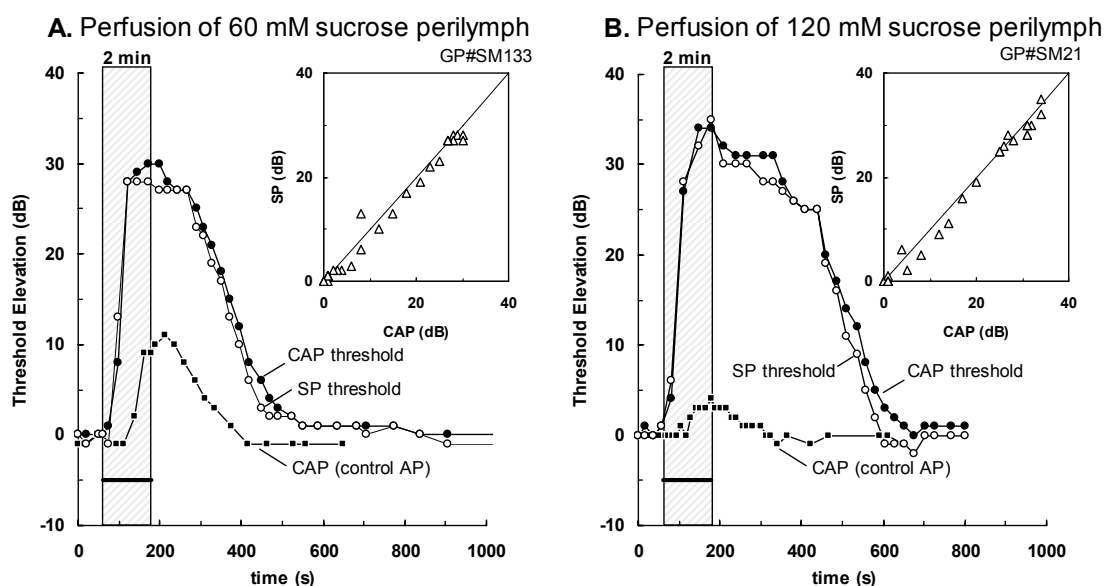 A. Perfusion of 60 mM sucrose perilymph
GP#SM133
2 min
40
30
20
10
0
-10
Threshold Elevation (dB)
0 200 400 600 800 1000
time (s)
40
20
0
SP (dB)
0 20 40
CAP (dB)
CAP threshold
SP threshold
CAP (control AP)
B. Perfusion of 120 mM sucrose perilymph
GP#SM21
2 min
40
30
20
10
0
-10
Threshold Elevation (dB)
0 200 400 600 800 1000
time (s)
40
20
0
SP (dB)
0 20 40
CAP (dB)
SP threshold
CAP threshold
CAP (control AP)